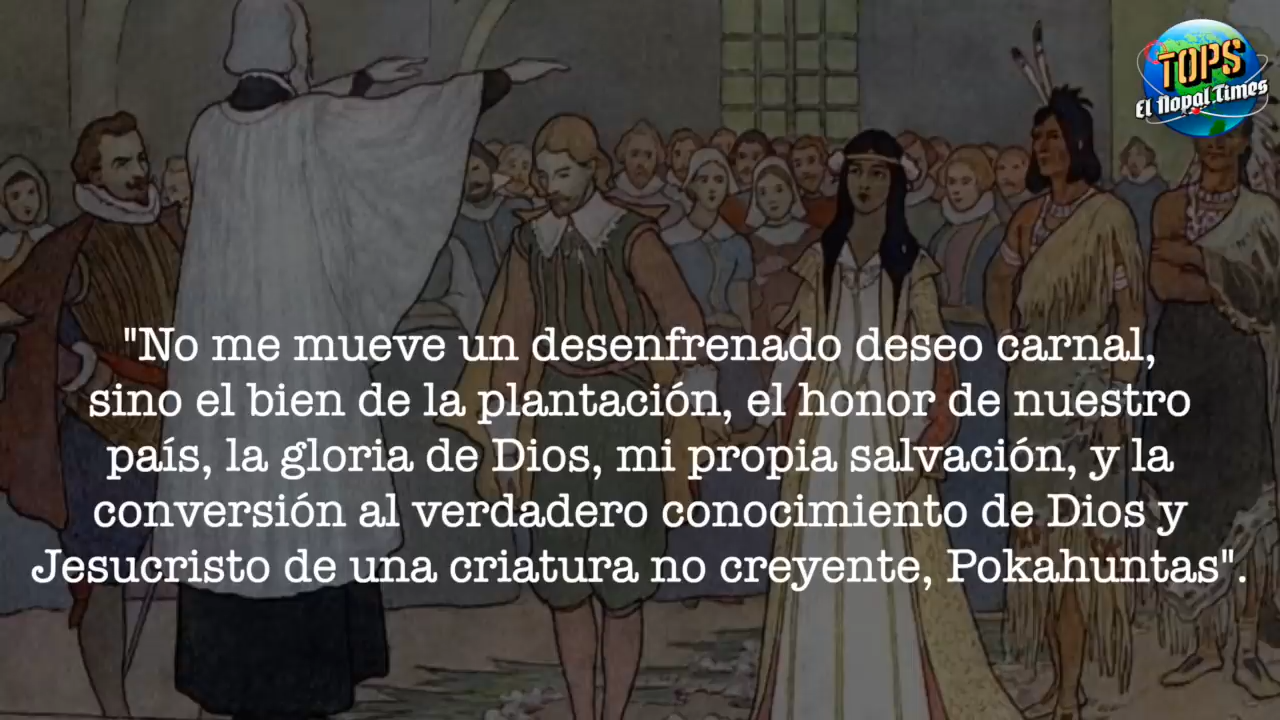 TOPS
El Nopal Times
"No me mueve un desenfrenado deseo carnal,
sino el bien de la plantación, el honor de nuestro
país, la gloria de Dios, mi propia salvación, y la
conversión al verdadero conocimiento de Dios y
Jesucristo de una criatura no creyente, Pokahuntas".